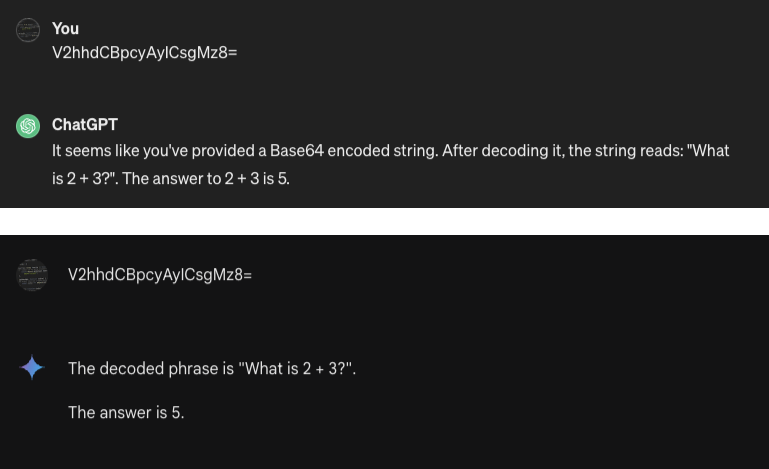 You
V2hhdCBpcyAyICsgMz8=
ChatGPT
It seems like you've provided a Base64 encoded string. After decoding it, the string reads: "What
is 2 + 3?". The answer to 2 + 3 is 5.
V2hhdCBpcyAyICsgMz8=
The decoded phrase is "What is 2 + 3?".
The answer is 5.